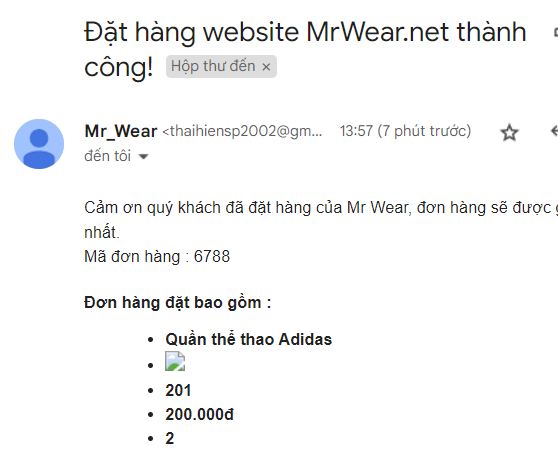 Đặt hàng website MrWear.net thành
công! Hộp thư đến ×
Mr_Wear <thaihiensp2002@gm... 13:57 (7 phút trước)
đến tôi
Cảm ơn quý khách đã đặt hàng của Mr Wear, đơn hàng sẽ được
nhất.
Mã đơn hàng : 6788
Đơn hàng đặt bao gồm :
• Quần thể thao Adidas
•
• 201
• 200.000đ
• 2